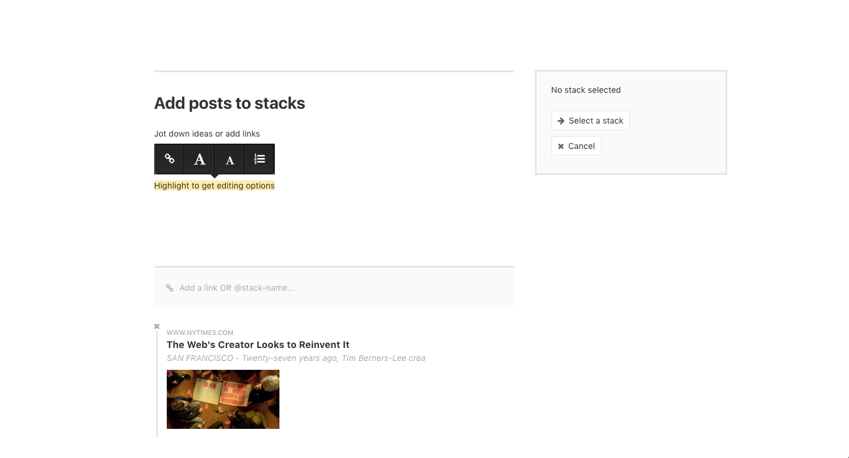 Add posts to stacks
Jot down ideas or add links
A A
Highlight to get editing options
Add a link OR @stack-name...
WWW.NYTIMES.COM
The Web's Creator Looks to Reinvent It
SAN FRANCISCO - Twenty-seven years ago, Tim Berners-Lee crea
No stack selected
Select a stack
Cancel